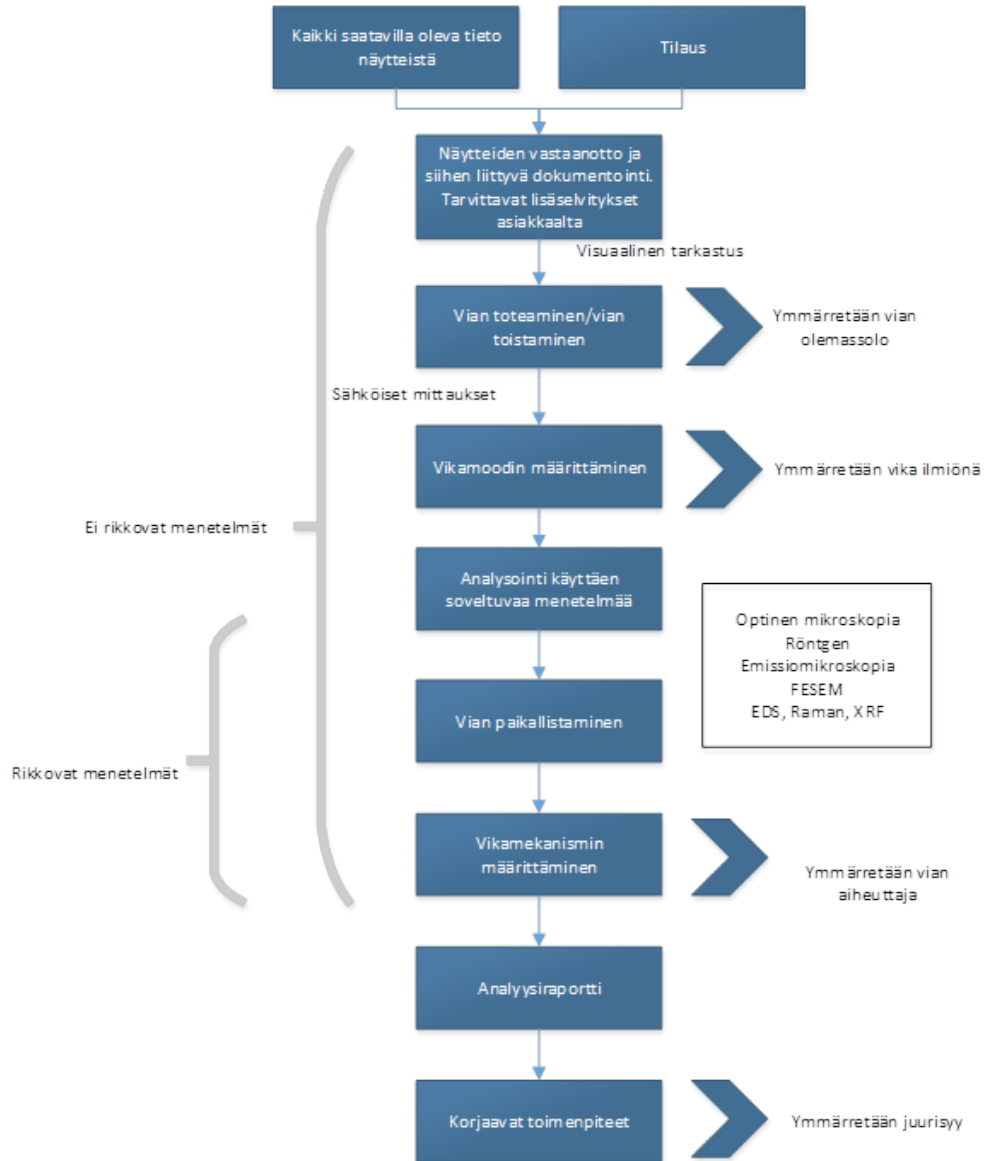 Kaikki saatavilla oleva tieto
näytteistä
Tilaus
Näytteiden vastaanotto ja
siihen liittyvä dokumentointi.
Tarvittavat lisäselvitykset
asiakkaalta
Visuaalinen tarkastus
Vian toteaminen/vian
toistaminen
Ymmärretään vian
olemassolo
Sähköiset mittaukset
Vikamoodin määrittäminen
Ymmärretään vika ilmiönä
Ei rikkovat menetelmät
Analysointi käyttäen
soveltuvaa menetelmää
Optinen mikroskopia
Röntgen
Emissiomikroskopia
FESEM
EDS, Raman, XRF
Vian paikallistaminen
Rikkovat menetelmät
Vikamekanismin
määrittäminen
Ymmärretään vian
aiheuttaja
Analyysiraportti
Korjaavat toimenpiteet
Ymmärretään juurisyy